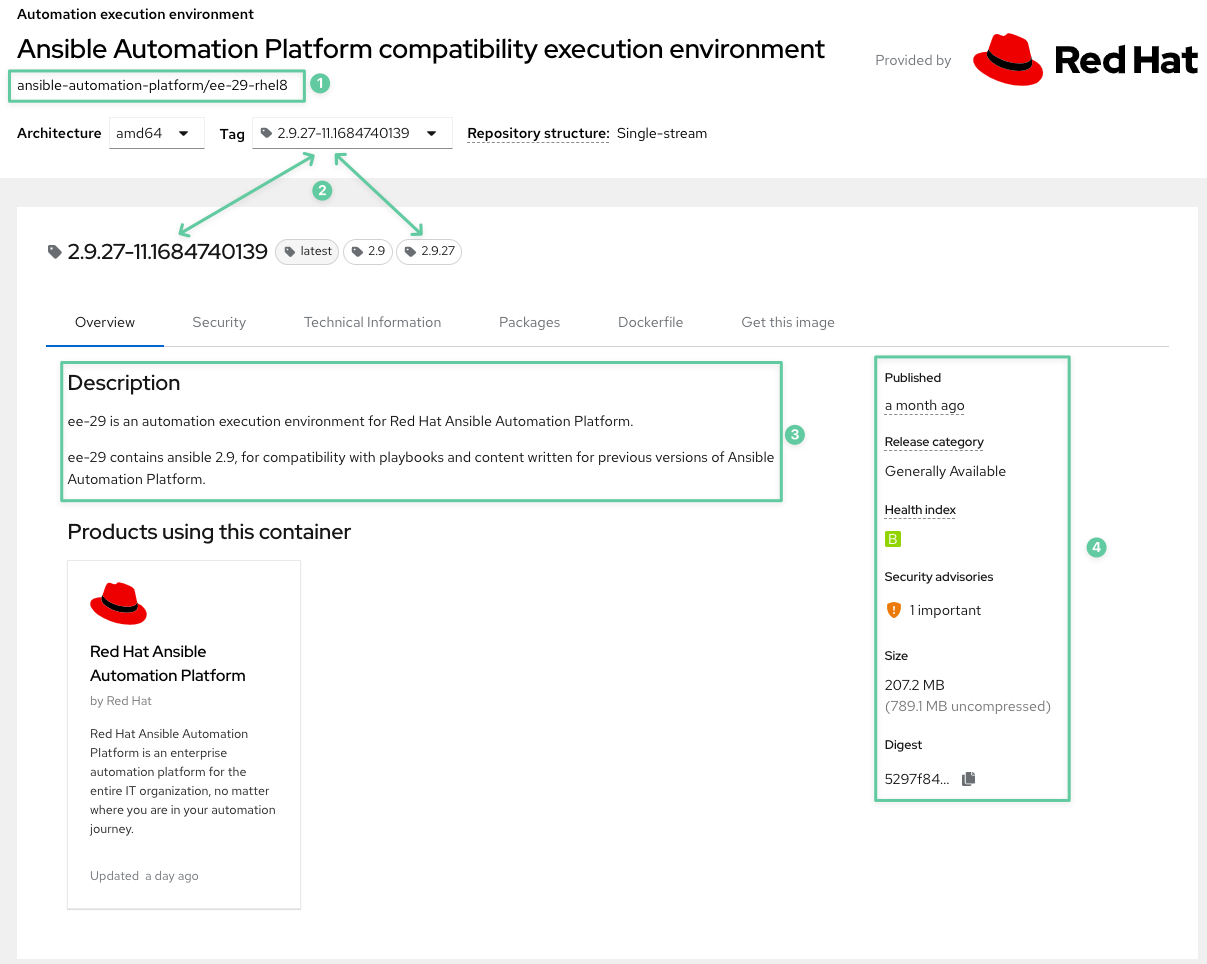 Automation execution environment
Ansible Automation Platform compatibility execution environment
Provided by
Red Hat
ansible-automation-platform/ee-29-rhel8
1
Architecture amd64 Tag 2.9.27-11.1684740139 Repository structure: Single-stream
2
2.9.27-11.1684740139 latest 2.9 2.9.27
Overview Security Technical Information Packages Dockerfile Get this image
Description
ee-29 is an automation execution environment for Red Hat Ansible Automation Platform.
ee-29 contains ansible 2.9, for compatibility with playbooks and content written for previous versions of Ansible
Automation Platform.
3
Products using this container
Red Hat Ansible
Automation Platform
by Red Hat
Red Hat Ansible Automation
Platform is an enterprise
automation platform for the
entire IT organization, no matter
where you are in your automation
journey.
Updated a day ago
Published
a month ago
Release category
Generally Available
Health index
B
Security advisories
1 important
Size
207.2 MB
(789.1 MB uncompressed)
Digest
5297f84...
4